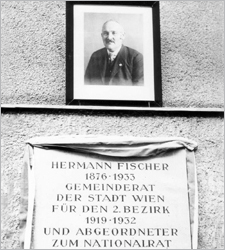 HERMANN FISCHER
1876-1933
GEMEINDERAT
DER STADT WIEN
FÜR DEN 2. BEZIRK
1919-1932
UND ABGEORDNETER
ZUM NATIONALRAT